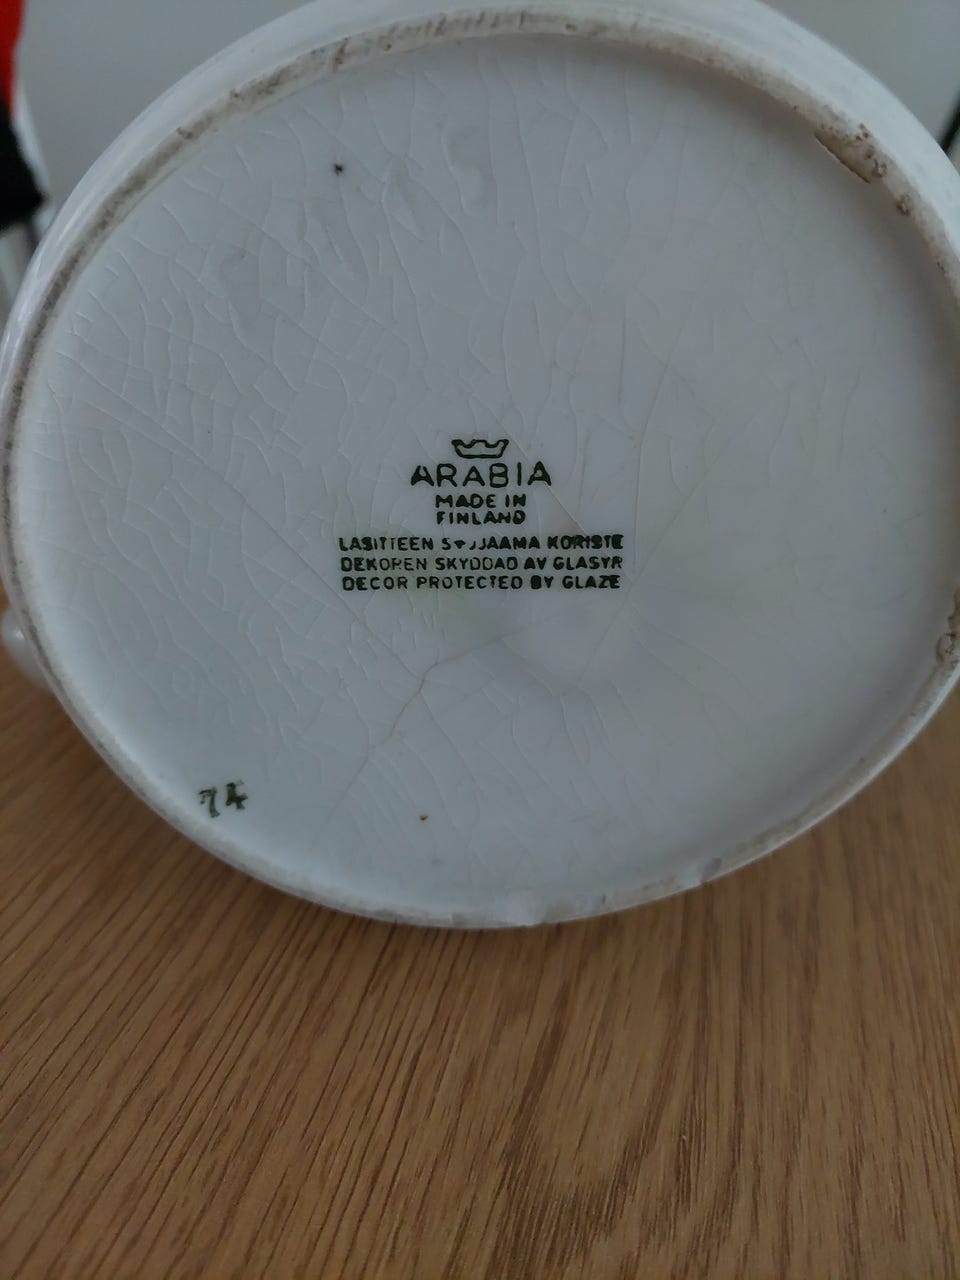 ARABIA
MADE IN
FINLAND
LASITTEEN KORISTE
DEKOREN SKYDDAD AV GLASYR
DECOR PROTECTED BY GLAZE
74